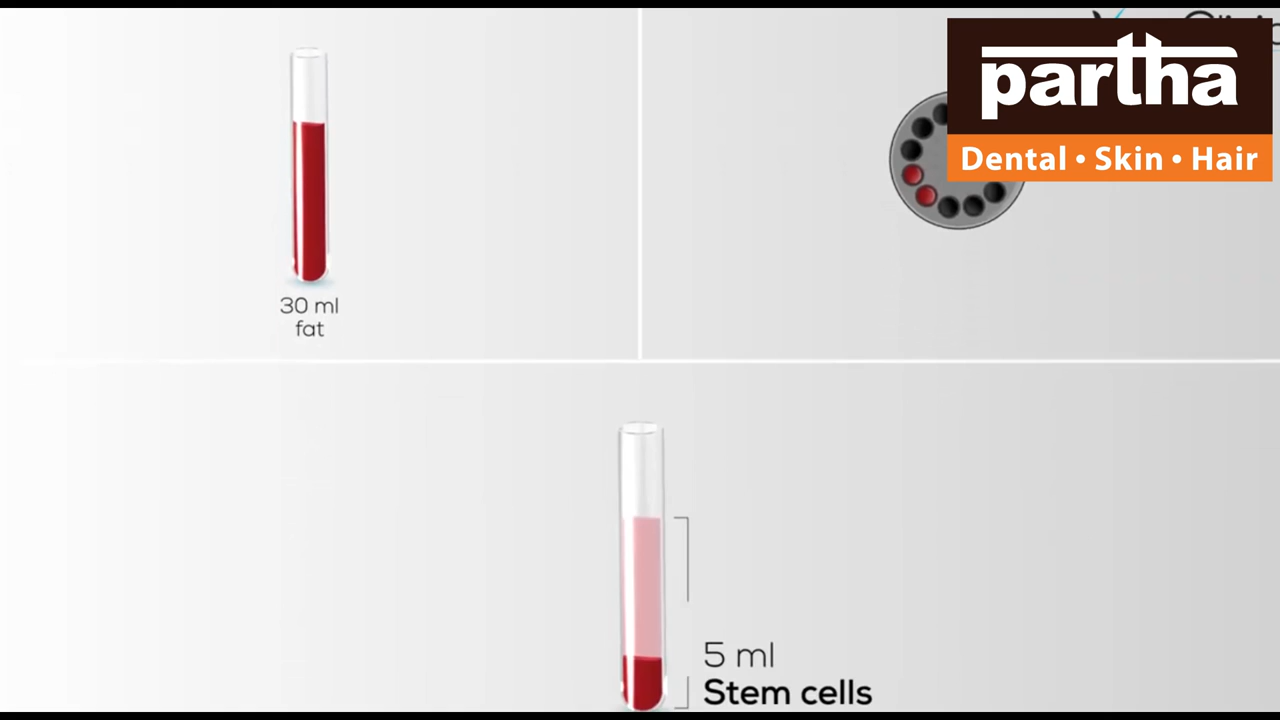 partha
Dental • Skin • Hair
30 ml
fat
5 ml
Stem cells